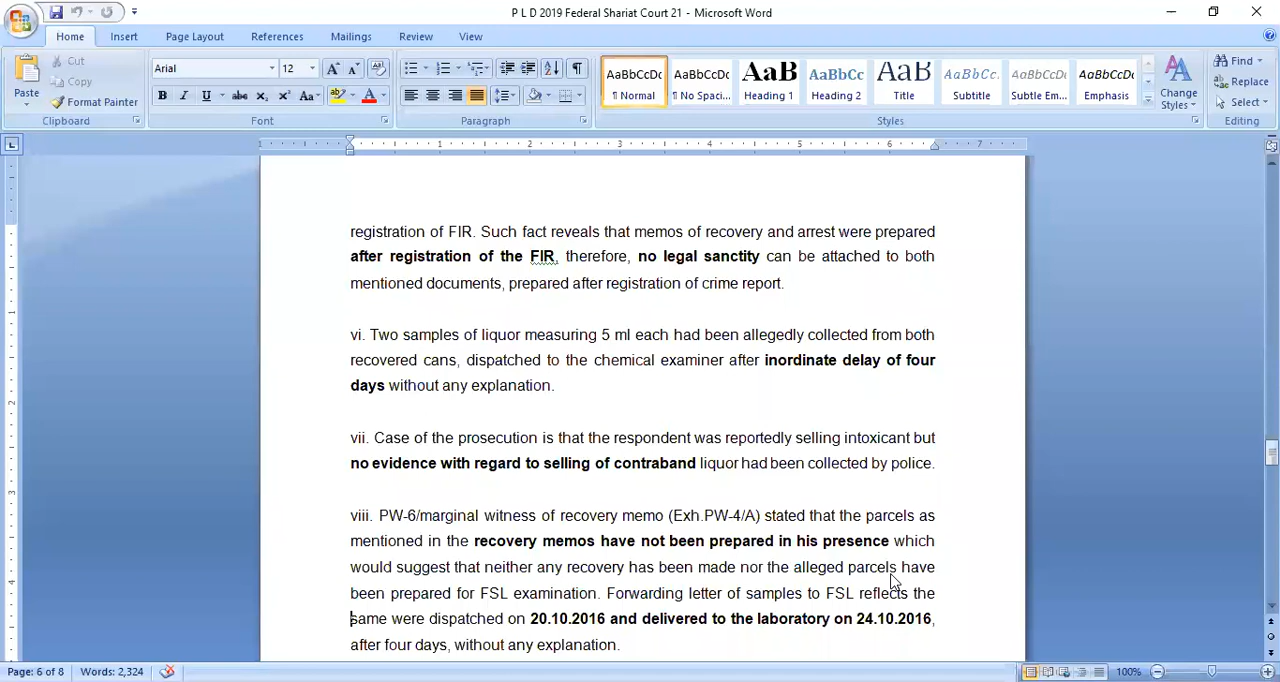 P L D 2019 Federal Shariat Court 21 - Microsoft Word
Home Insert Page Layout References Mailings Review View
Paste
Cut
Copy
Format Painter
Clipboard
Arial 12
Font
Paragraph
AaBbCcDc AaBbCcDc AaB AaBbCc AaB AaBbCc. AaBbCcDc AaBbCcDc
¶ Normal ¶ No Spaci... Heading 1 Heading 2 Title Subtitle Subtle Em... Emphasis
Change
Styles
Styles
Find
Replace
Select
Editing
registration of FIR. Such fact reveals that memos of recovery and arrest were prepared
after registration of the FIR, therefore, no legal sanctity can be attached to both
mentioned documents, prepared after registration of crime report.
vi. Two samples of liquor measuring 5 ml each had been allegedly collected from both
recovered cans, dispatched to the chemical examiner after inordinate delay of four
days without any explanation.
vii. Case of the prosecution is that the respondent was reportedly selling intoxicant but
no evidence with regard to selling of contraband liquor had been collected by police.
viii. PW-6/marginal witness of recovery memo (Exh.PW-4/A) stated that the parcels as
mentioned in the recovery memos have not been prepared in his presence which
would suggest that neither any recovery has been made nor the alleged parcels have
been prepared for FSL examination. Forwarding letter of samples to FSL reflects the
same were dispatched on 20.10.2016 and delivered to the laboratory on 24.10.2016,
after four days, without any explanation.
Page: 6 of 8 Words: 2,324 100%